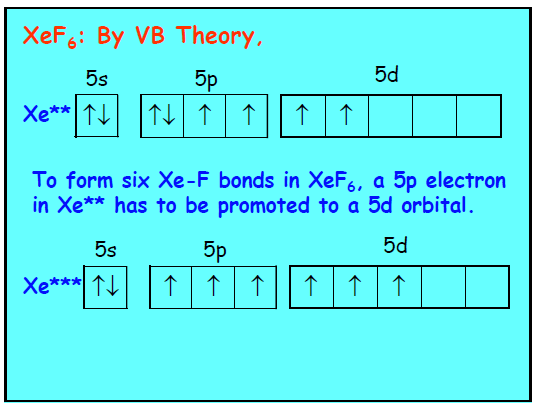 XeF₆: By VB Theory,
5s 5p 5d
Xe** ↑↓ ↑↓ ↑ ↑ ↑ ↑
To form six Xe-F bonds in XeF₆, a 5p electron
in Xe** has to be promoted to a 5d orbital.
5s 5p 5d
Xe*** ↑↓ ↑ ↑ ↑ ↑ ↑ ↑